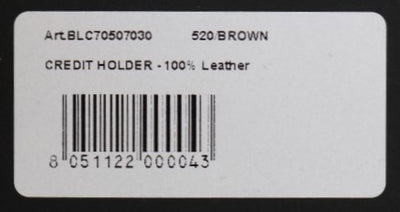 Art.BLC70507030 520/BROWN
CREDIT HOLDER - 100% Leather
8 051122 000043